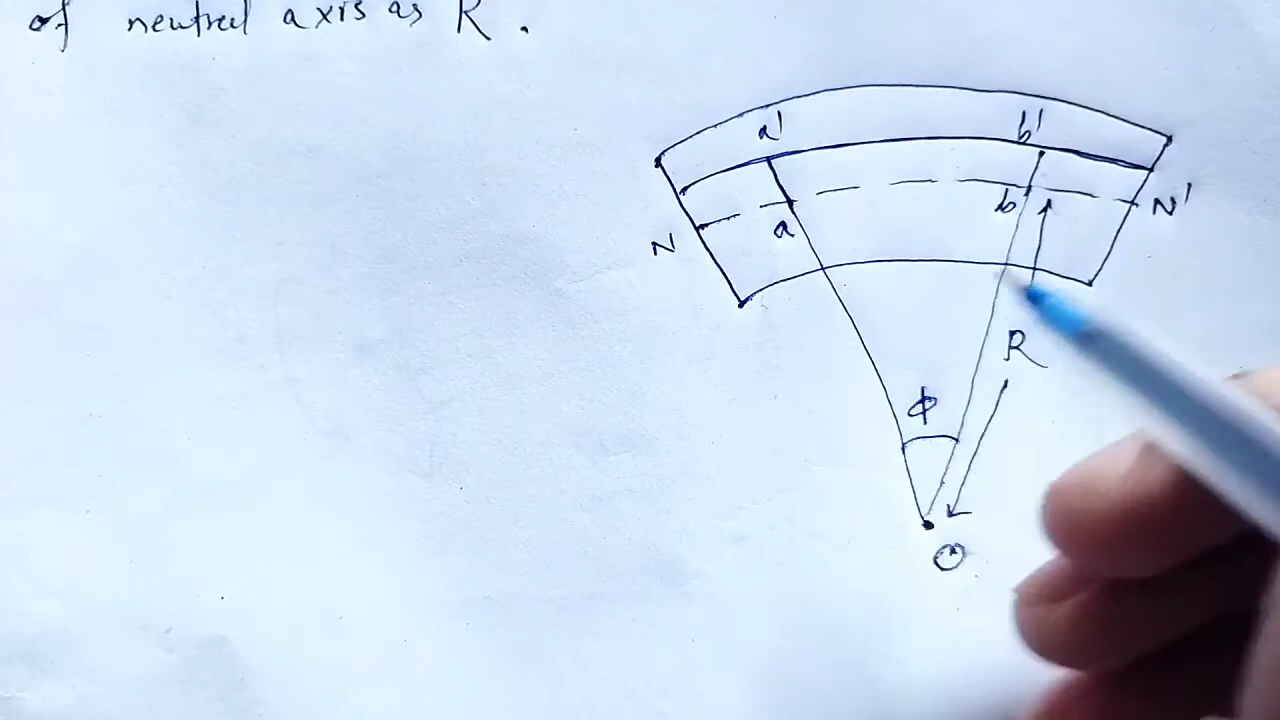 of neutral axis as R.
a' b'
N a b N'
R
ϕ
O